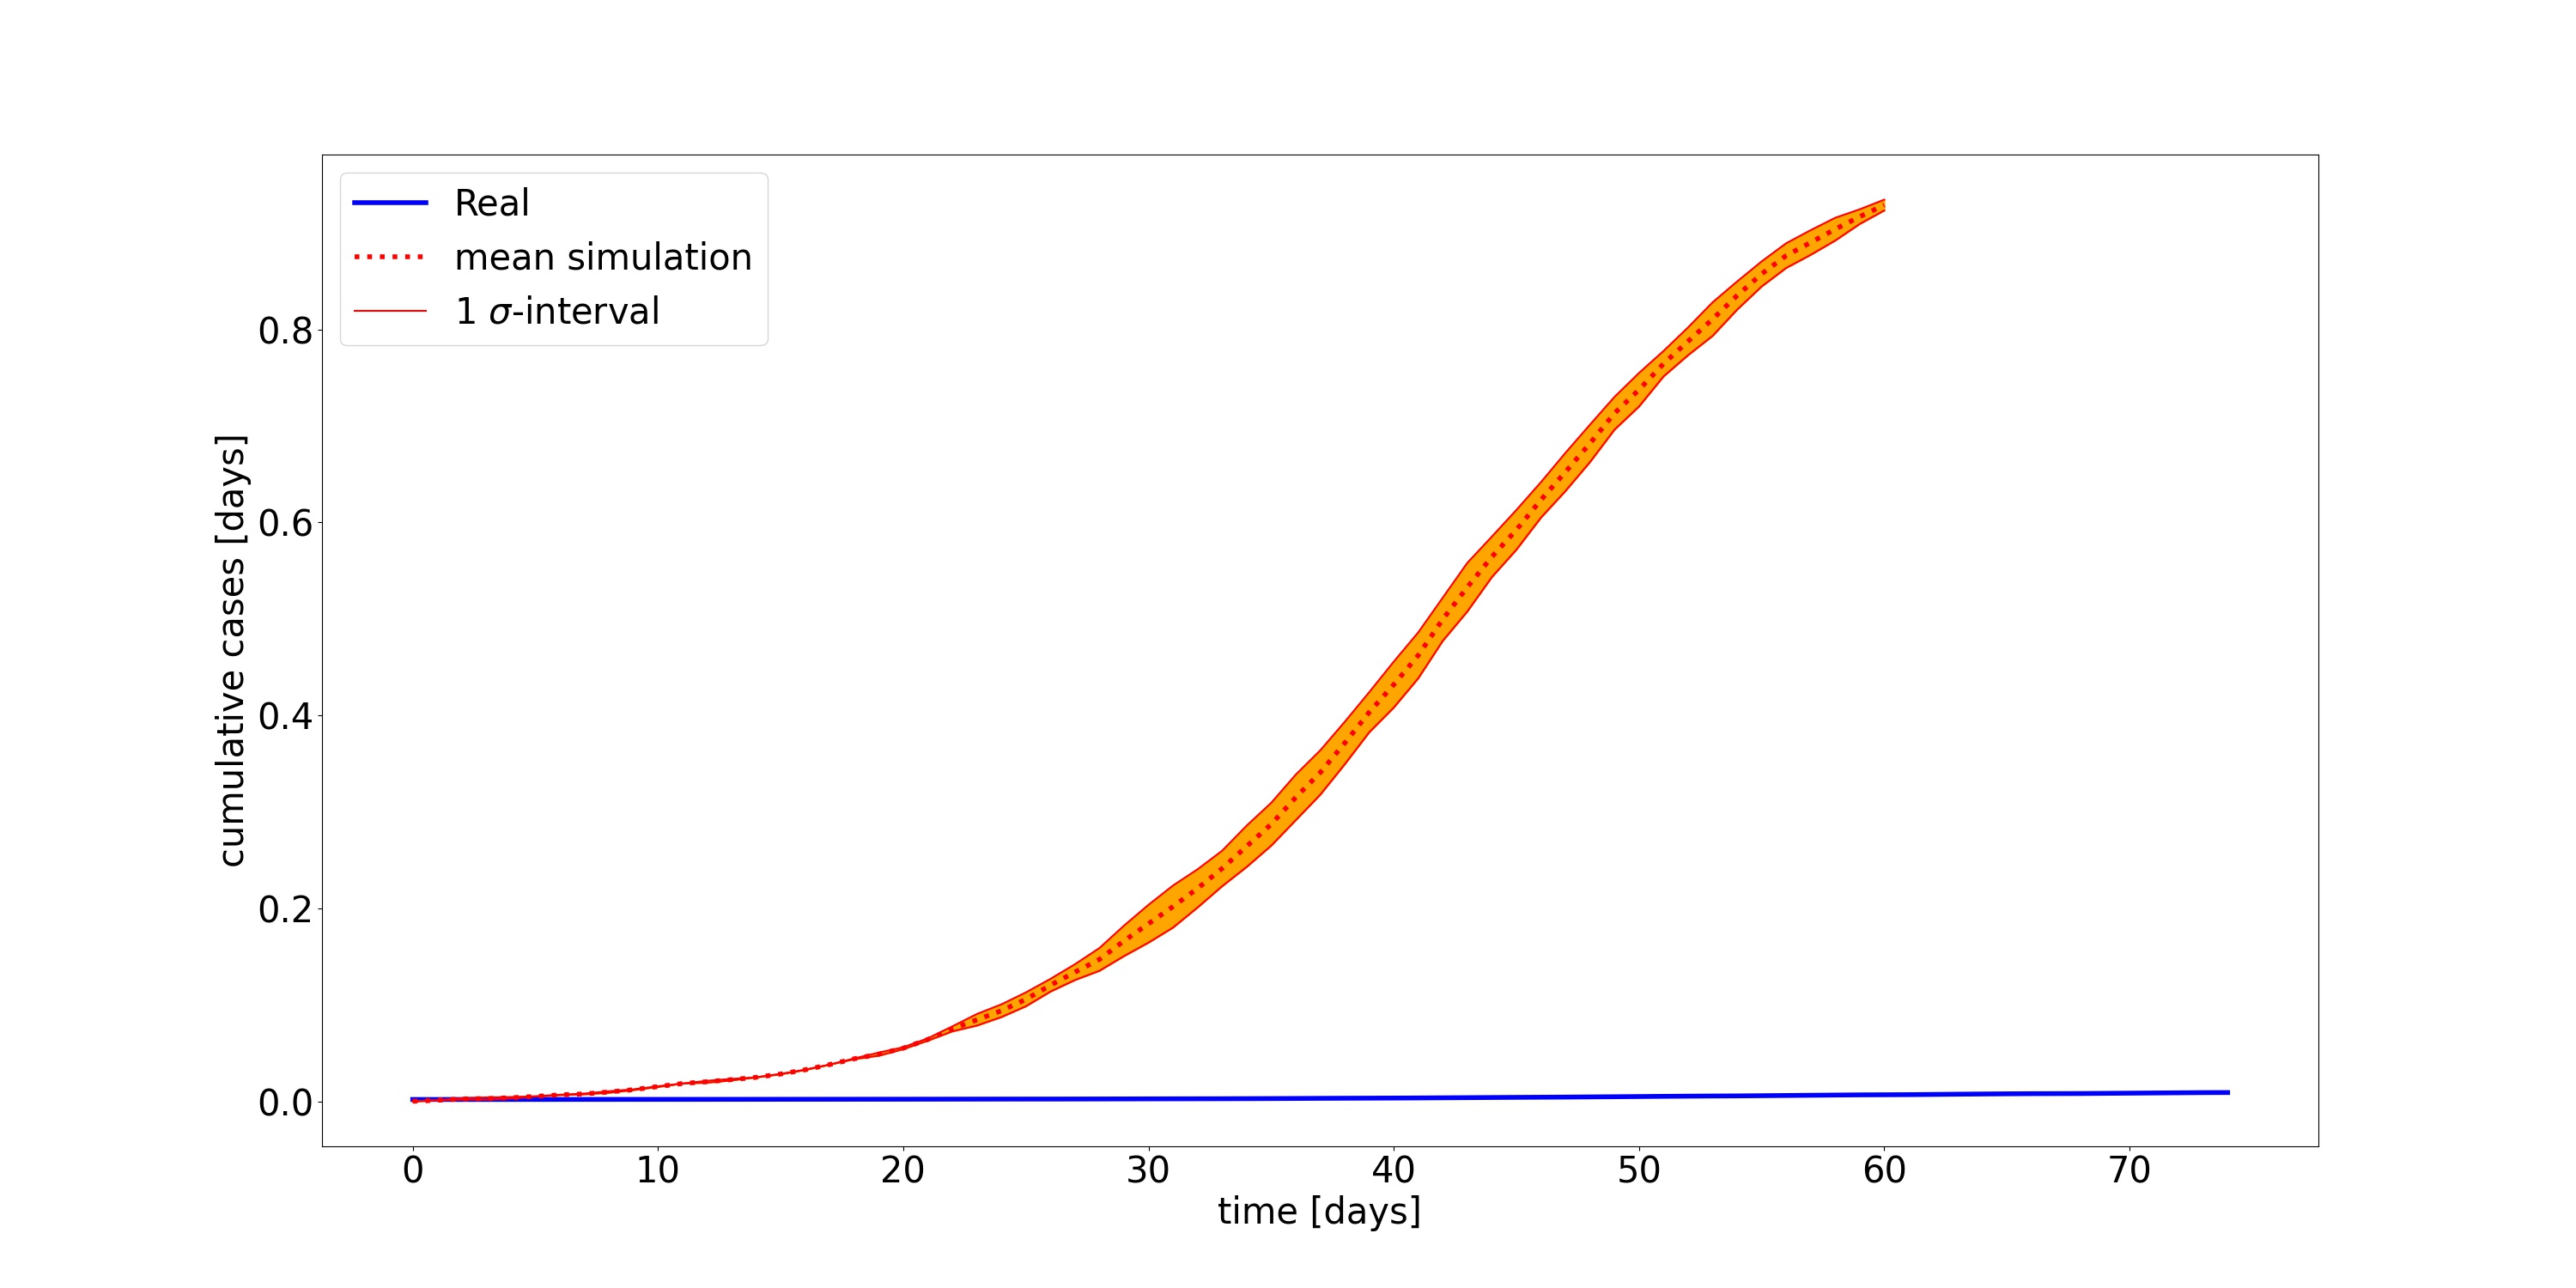 Real
mean simulation
1 σ-interval
cumulative cases [days]
0.8
0.6
0.4
0.2
0.0
0 10 20 30 40 50 60 70
time [days]